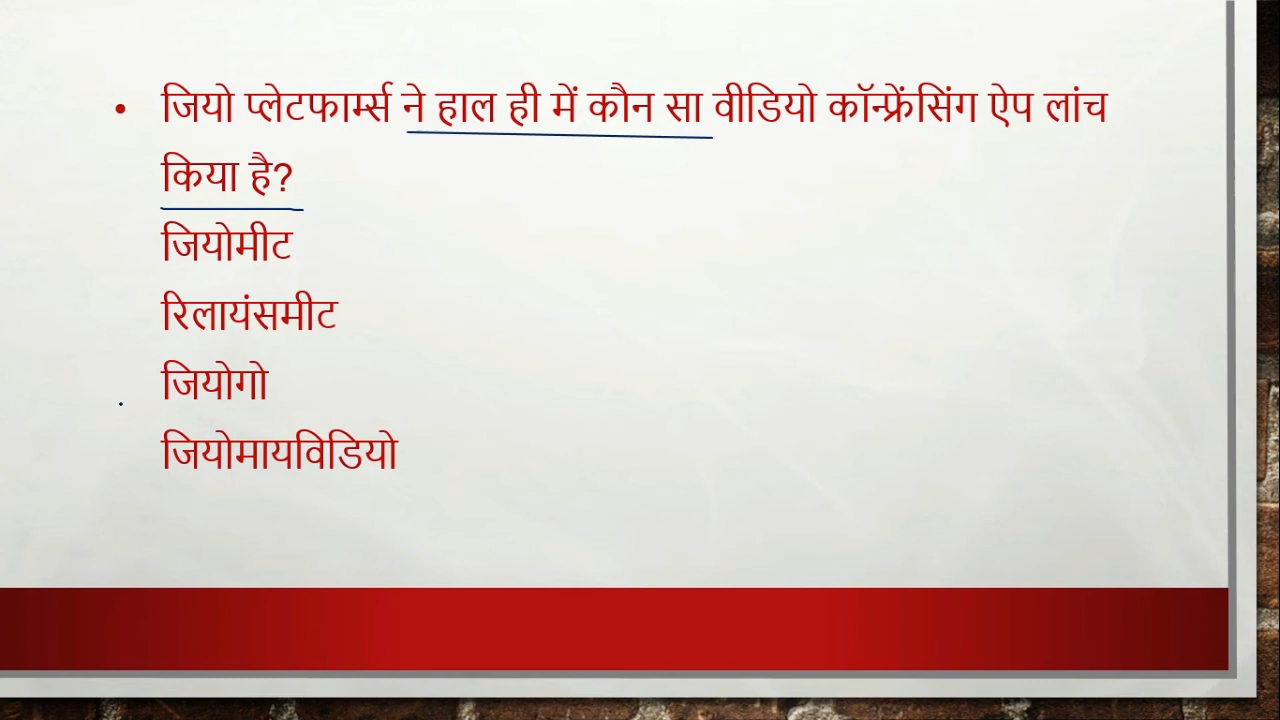 • जियो प्लेटफार्म्स ने हाल ही में कौन सा वीडियो कॉन्फ्रेंसिंग ऐप लांच
किया है?
जियोमीट
रिलायंसमीट
जियोगो
जियोमायविडियो